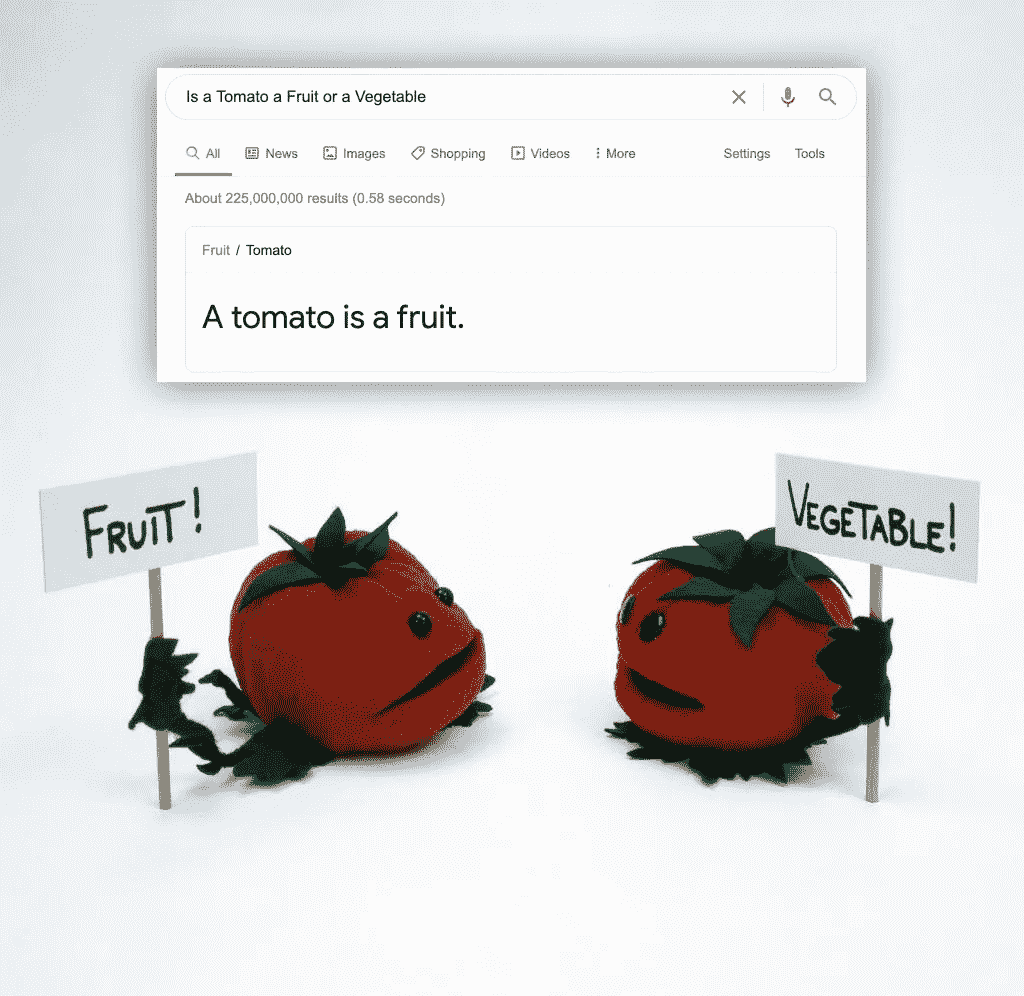 Is a Tomato a Fruit or a Vegetable
All News Images Shopping Videos More Settings Tools
About 225,000,000 results (0.58 seconds)
Fruit / Tomato
A tomato is a fruit.
FRUIT!
VEGETABLE!